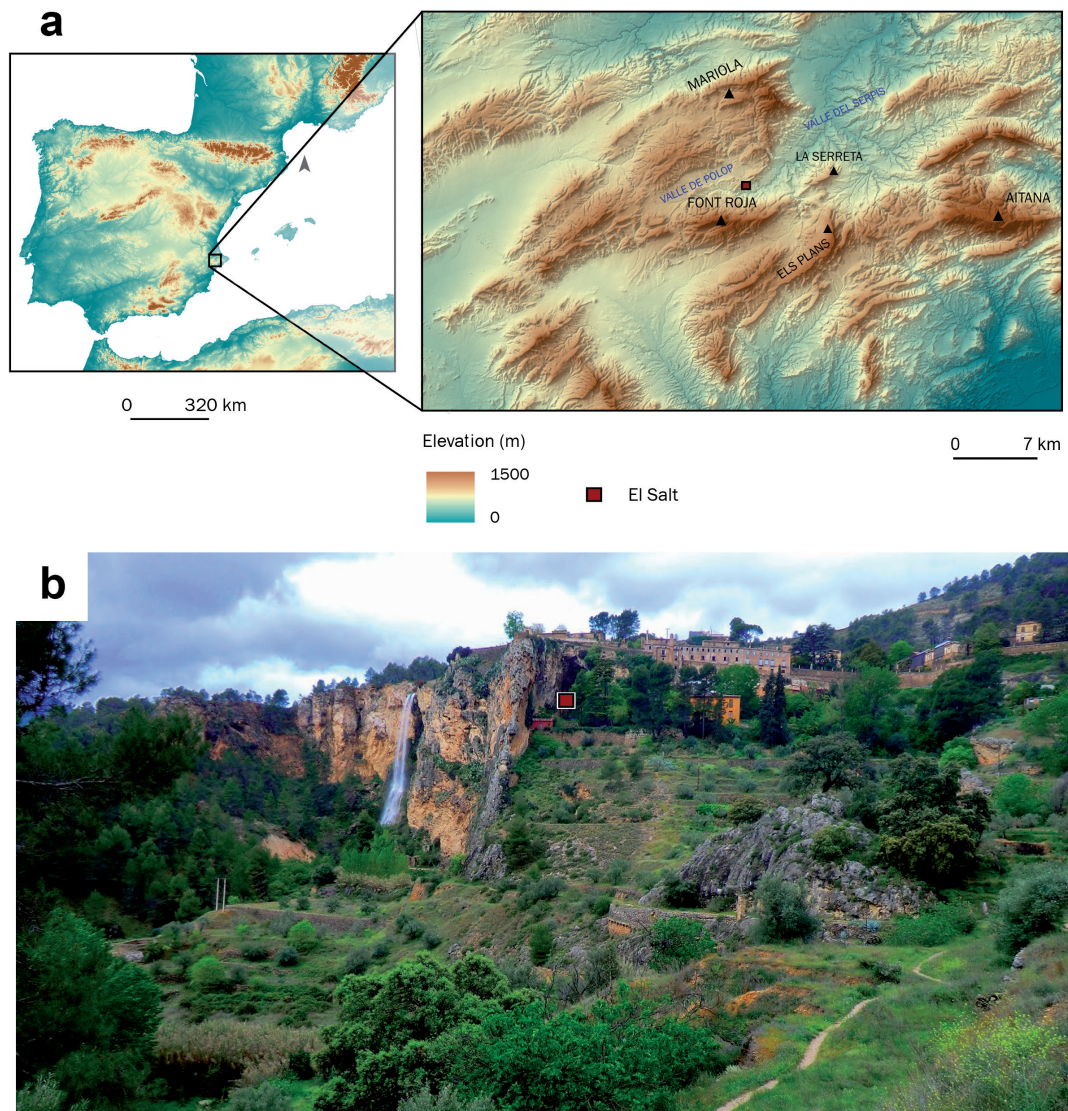 a
MARIOLA
VALLE DEL SERPIS
LA SERRETA
VALLE DE POLOP
FONT ROJA
AITANA
ELS PLANS
0 320 km
Elevation (m)
1500
0
El Salt
0 7 km
b